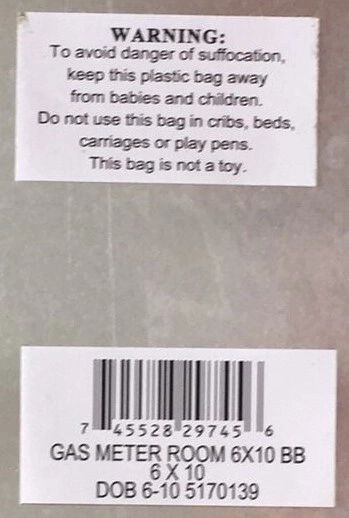 WARNING:
To avoid danger of suffocation,
keep this plastic bag away
from babies and children.
Do not use this bag in cribs, beds,
carriages or play pens.
This bag is not a toy.
7 45528 29745 6
GAS METER ROOM 6X10 BB
6 X 10
DOB 6-10 5170139